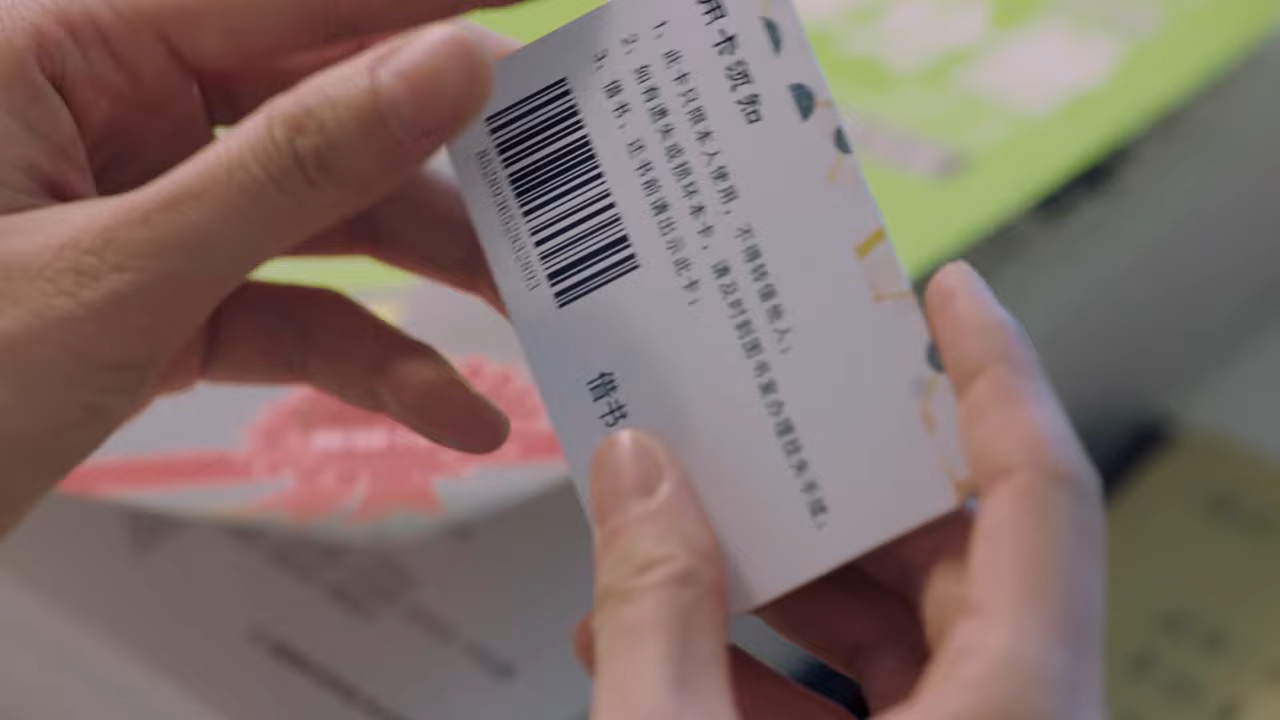 用卡须知
1、此卡只限本人使用，不得转借他人；
2、如有遗失或损坏本卡，请及时到图书室办理挂失手续；
3、借书，还书前请出示此卡；
借书